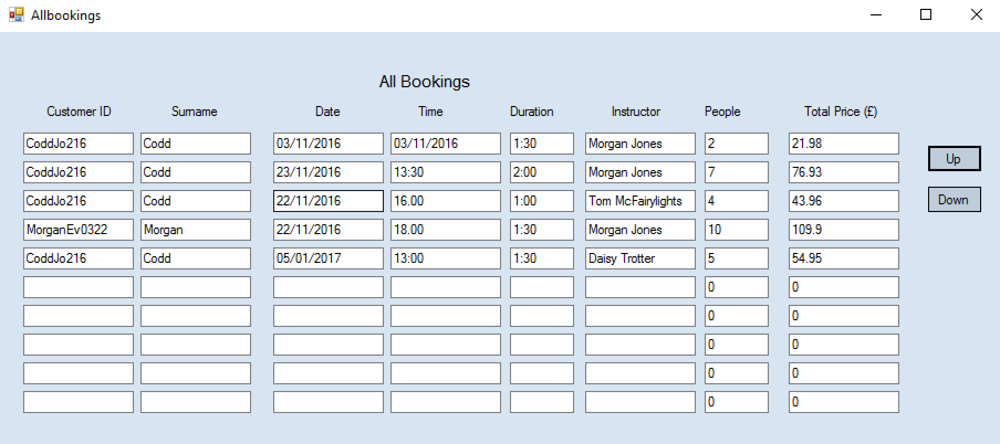 Allbookings
All Bookings
Customer ID Surname Date Time Duration Instructor People Total Price (£)
CoddJo216 Codd 03/11/2016 03/11/2016 1:30 Morgan Jones 2 21.98
Up
CoddJo216 Codd 23/11/2016 13:30 2:00 Morgan Jones 7 76.93
CoddJo216 Codd 22/11/2016 16.00 1:00 Tom McFairylights 4 43.96
Down
MorganEv0322 Morgan 22/11/2016 18.00 1:30 Morgan Jones 10 109.9
CoddJo216 Codd 05/01/2017 13:00 1:30 Daisy Trotter 5 54.95
0 0
0 0
0 0
0 0
0 0